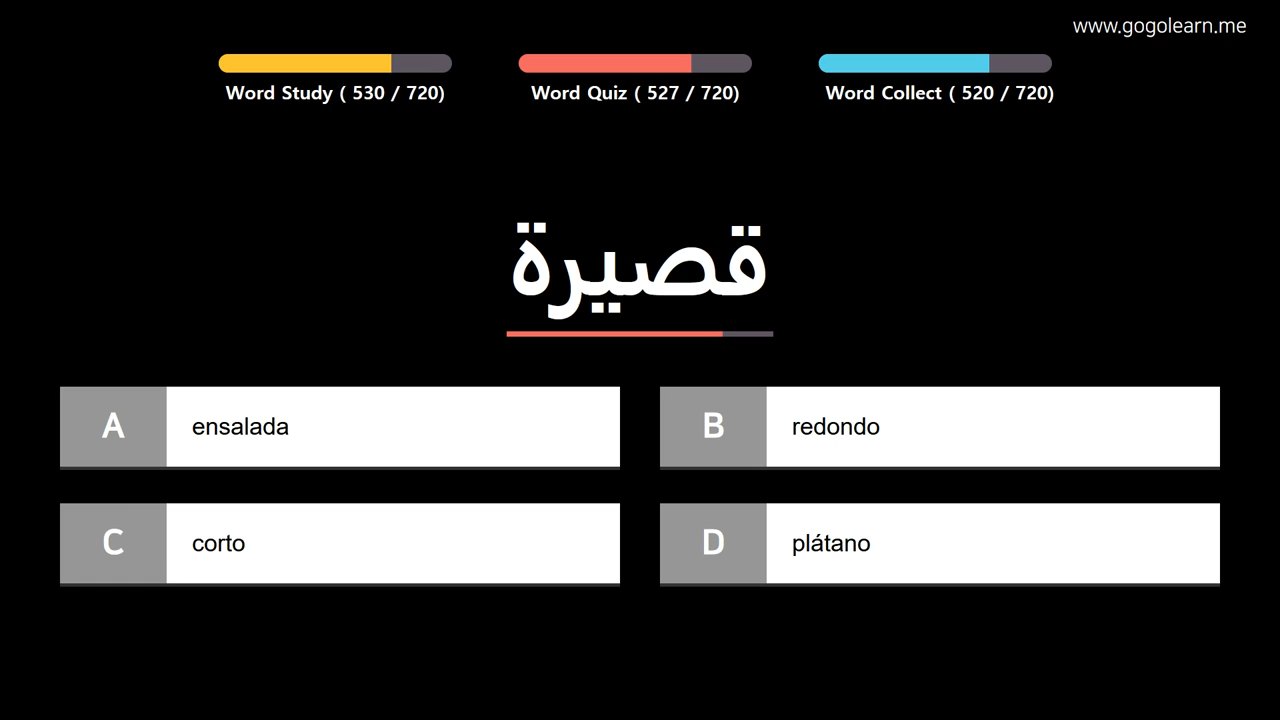 www.gogolearn.me
Word Study ( 530 / 720)
Word Quiz ( 527 / 720)
Word Collect ( 520 / 720)
قصيرة
A ensalada
B redondo
C corto
D plátano